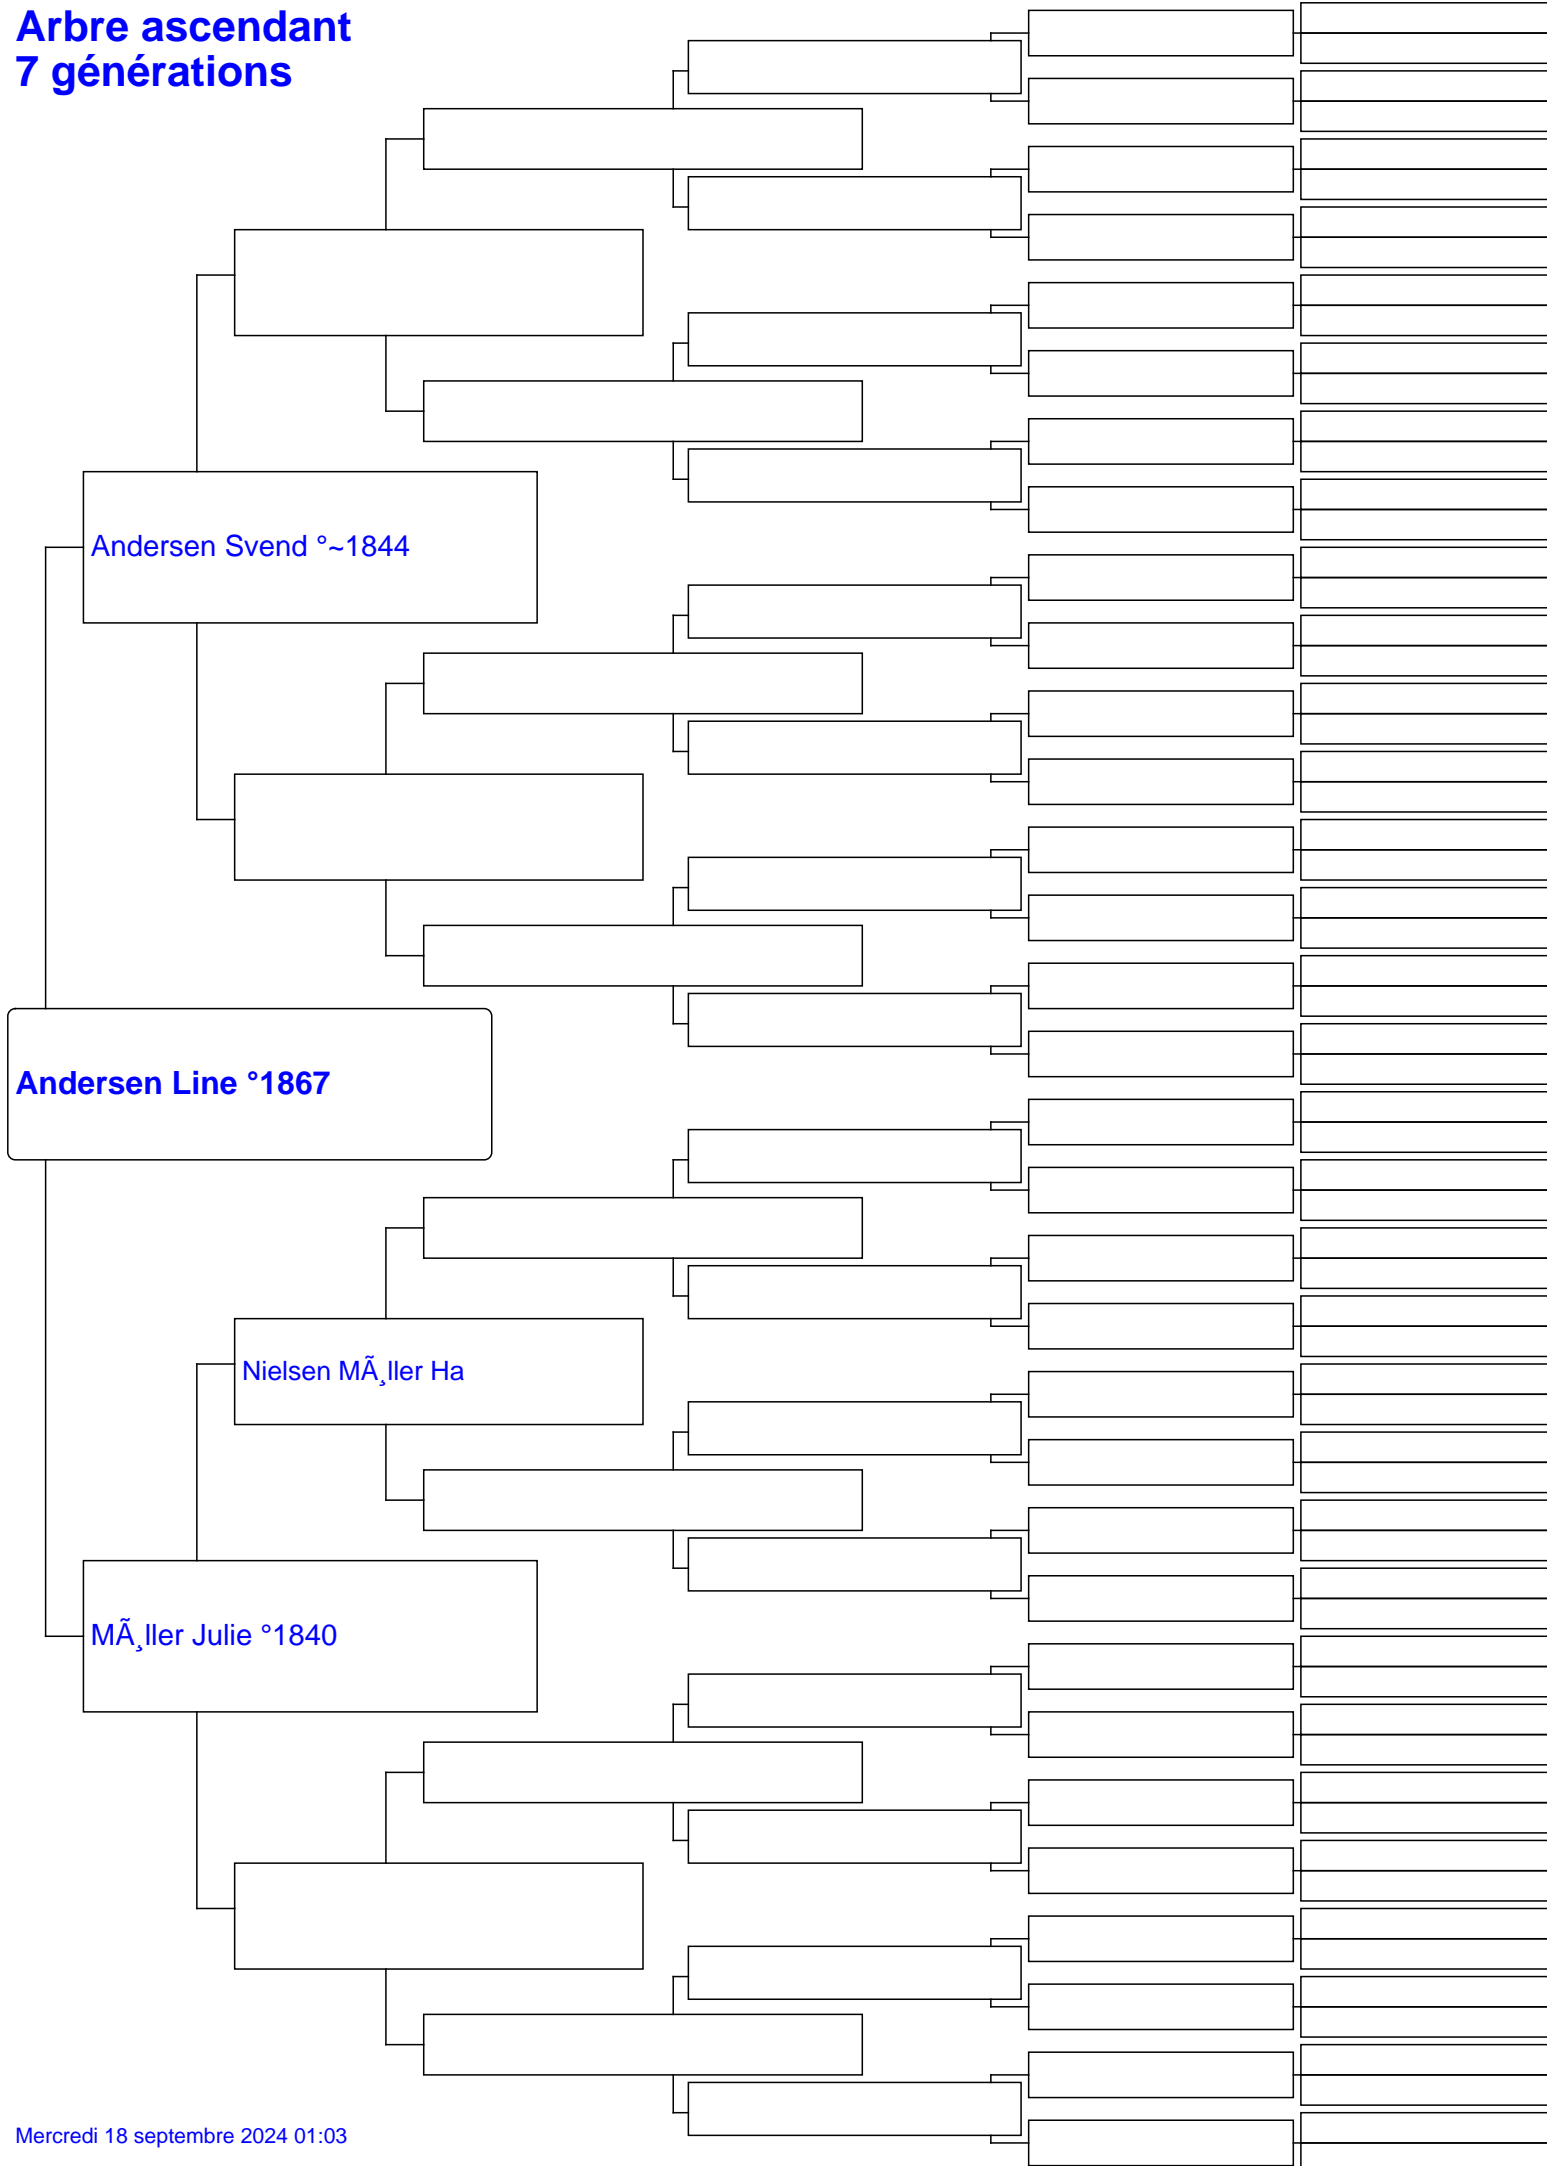 Arbre ascendant
7 générations
Andersen Svend °~1844
Andersen Line °1867
Nielsen MÃ¸ller Ha
MÃ¸ller Julie °1840
Mercredi 18 septembre 2024 01:03